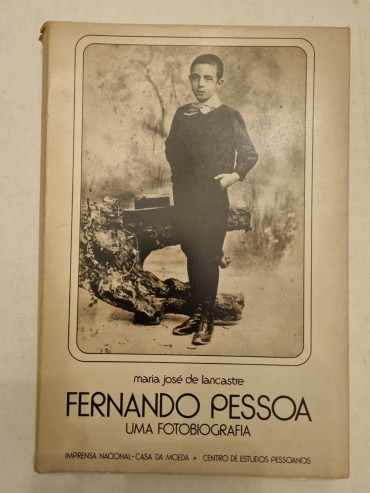 maria josé de lancastre
FERNANDO PESSOA
UMA FOTOBIOGRAFIA
IMPRENSA NACIONAL-CASA DA MOEDA • CENTRO DE ESTUDOS PESSOANOS